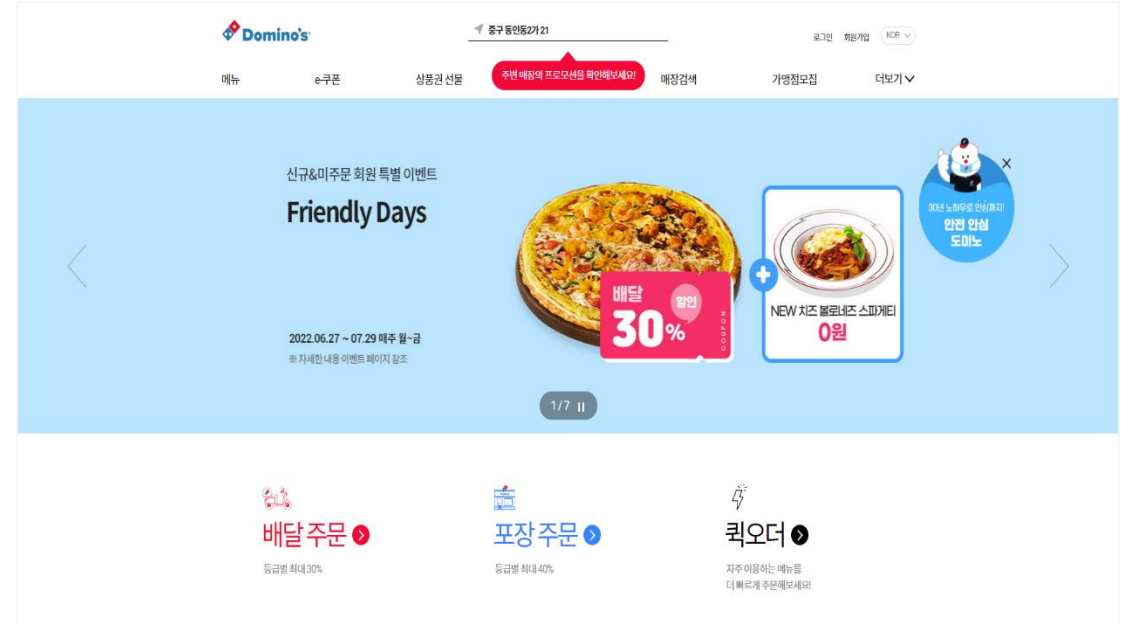 Domino's
중구 동인동2가 21
로그인 회원가입 KOR
주변 매장의 프로모션을 확인해보세요!
메뉴 e-쿠폰 상품권 선물 매장검색 가맹점모집 더보기
신규&미주문 회원 특별 이벤트
Friendly Days
2022.06.27 ~ 07.29 매주 월~금
※ 자세한 내용 이벤트 페이지 참조
배달 할인
30%
COUPON
NEW 치즈 볼로네즈 스파게티
0원
30년 노하우로 안심까지!
안전 안심
도미노
1/7
배달 주문
등급별 최대 30%
포장 주문
등급별 최대 40%
퀵오더
자주 이용하는 메뉴를
더 빠르게 주문해보세요!